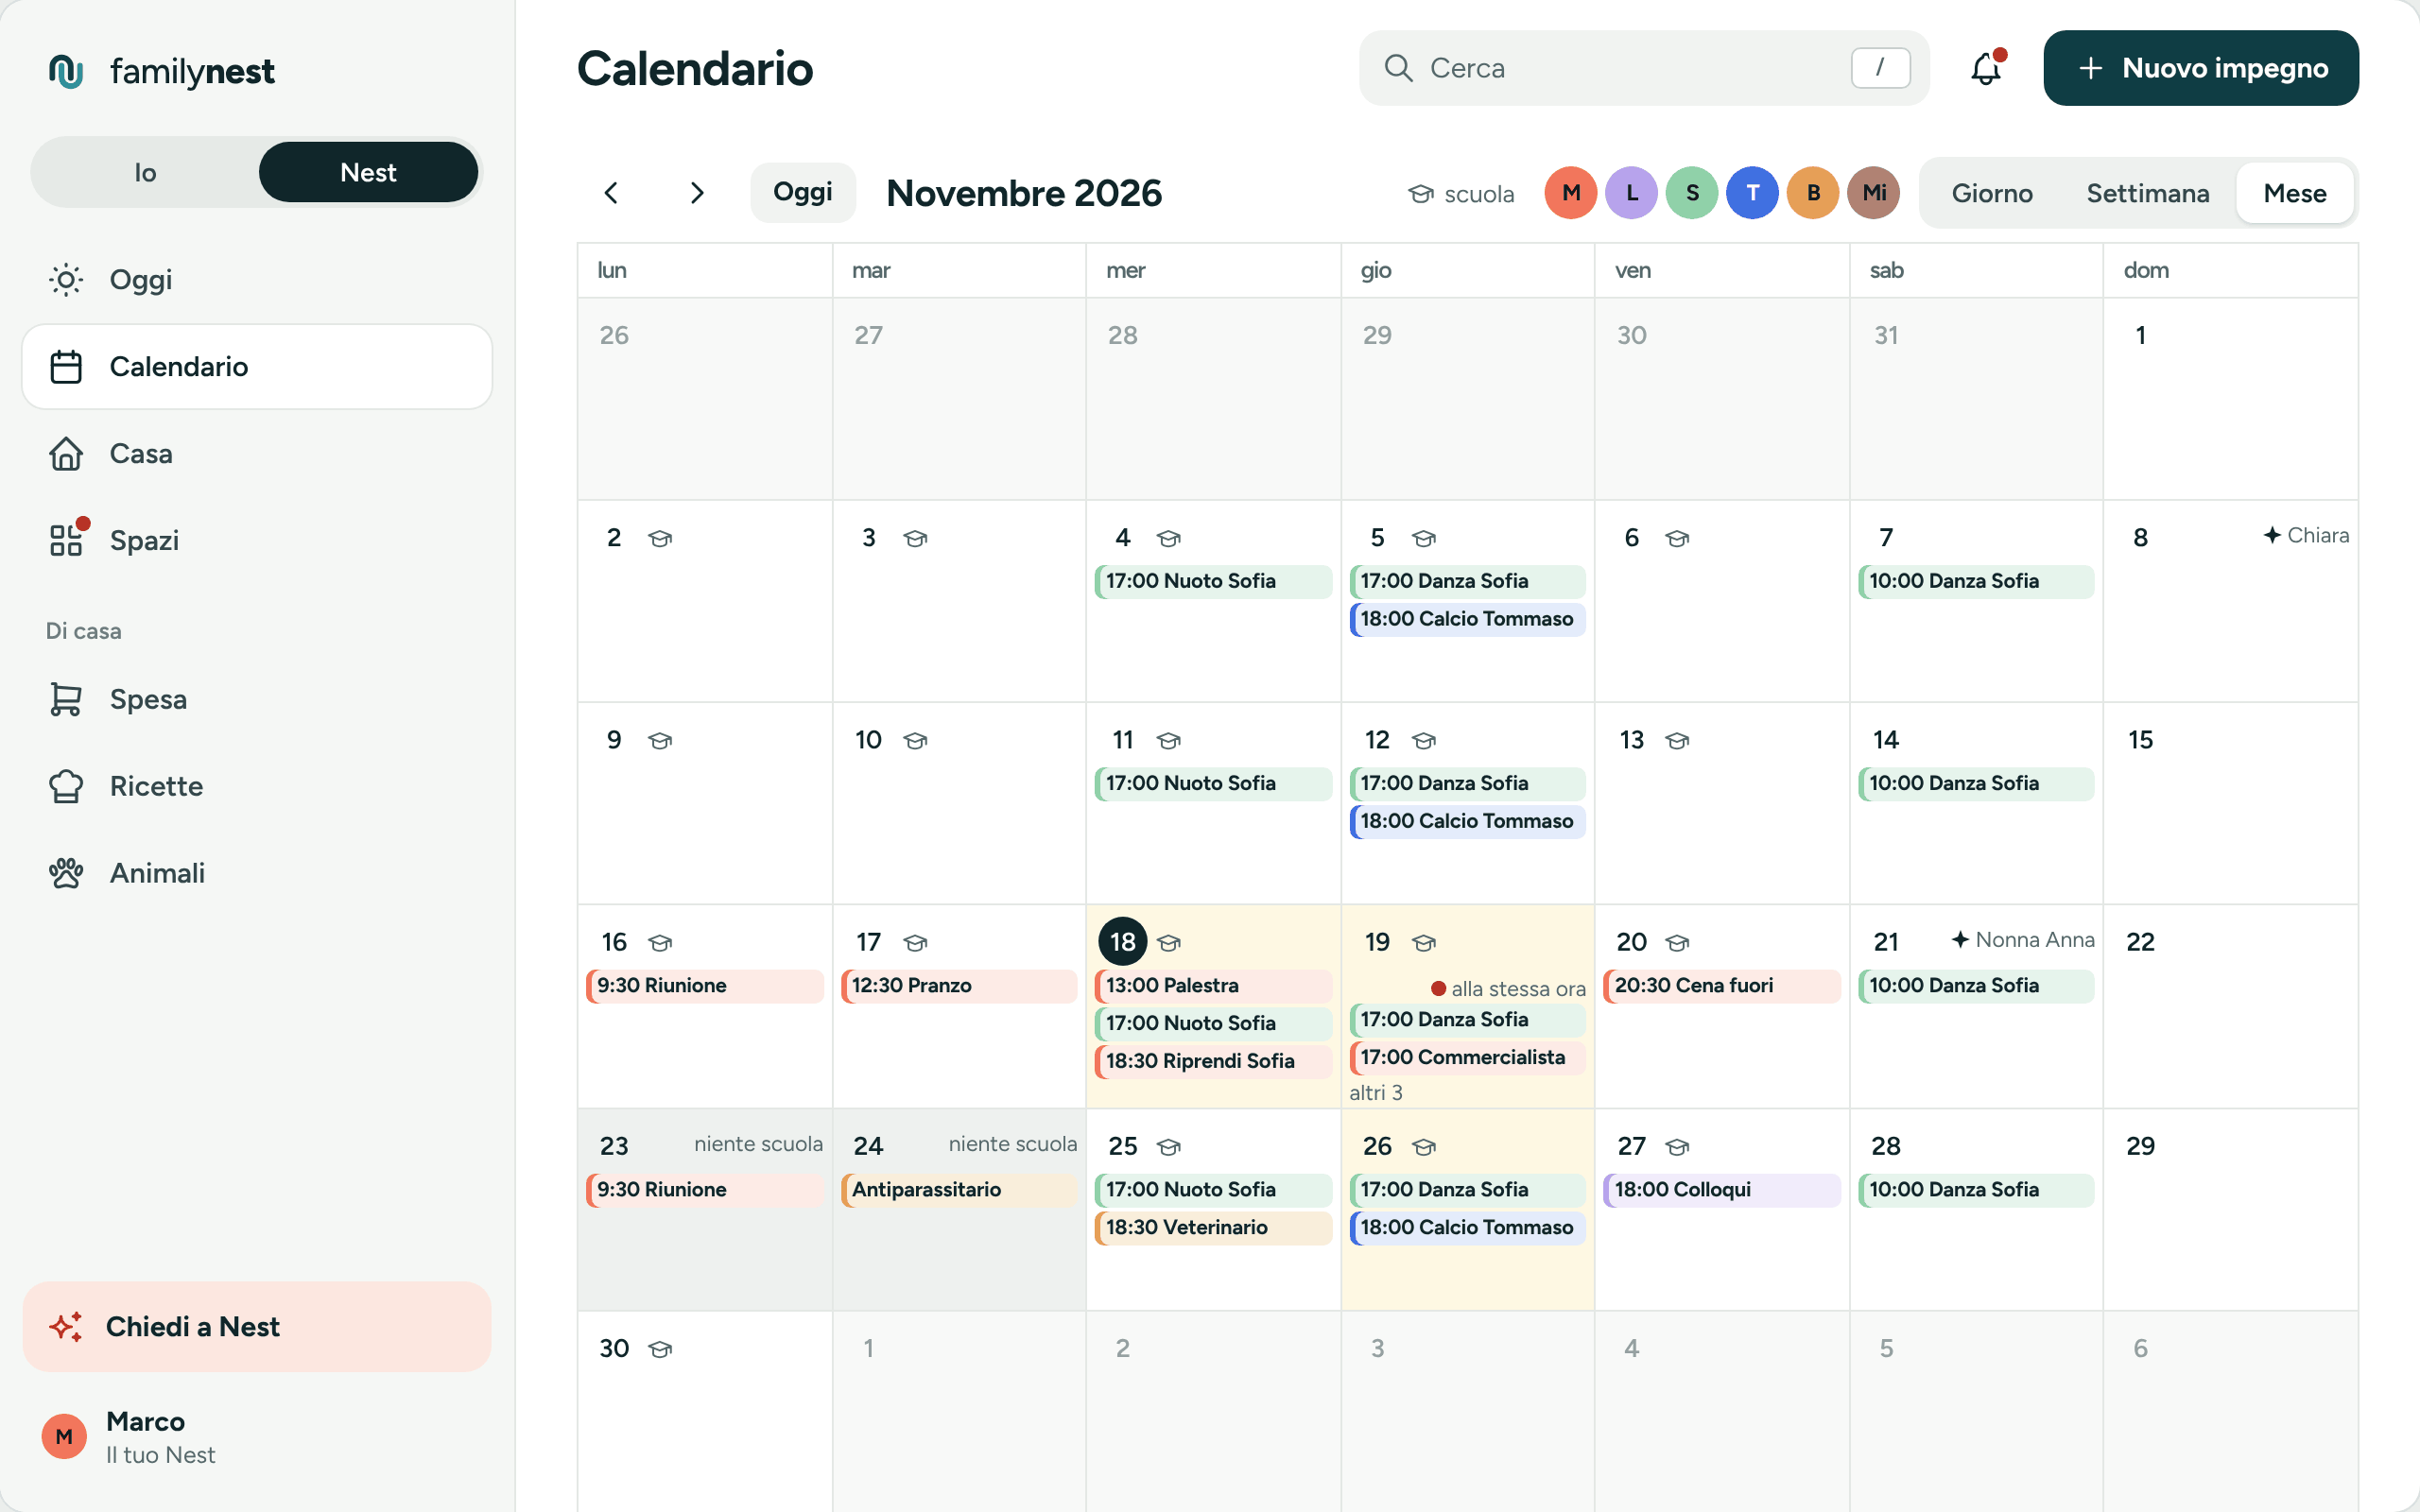 familynest
Io Nest
Oggi
Calendario
Casa
Spazi
Di casa
Spesa
Ricette
Animali
Chiedi a Nest
M Marco
Il tuo Nest
Calendario
Cerca /
+ Nuovo impegno
Oggi Novembre 2026
scuola M L S T B Mi
Giorno Settimana Mese
lun mar mer gio ven sab dom
26 27 28 29 30 31 1
2 3 4 5 6 7 8 Chiara
17:00 Nuoto Sofia 17:00 Danza Sofia 10:00 Danza Sofia
18:00 Calcio Tommaso
9 10 11 12 13 14 15
17:00 Nuoto Sofia 17:00 Danza Sofia 10:00 Danza Sofia
18:00 Calcio Tommaso
16 17 18 19 20 21 Nonna Anna 22
9:30 Riunione 12:30 Pranzo 13:00 Palestra alla stessa ora 20:30 Cena fuori 10:00 Danza Sofia
17:00 Nuoto Sofia 17:00 Danza Sofia
18:30 Riprendi Sofia 17:00 Commercialista
altri 3
23 niente scuola 24 niente scuola 25 26 27 28 29
9:30 Riunione Antiparassitario 17:00 Nuoto Sofia 17:00 Danza Sofia 18:00 Colloqui 10:00 Danza Sofia
18:30 Veterinario 18:00 Calcio Tommaso
30 1 2 3 4 5 6